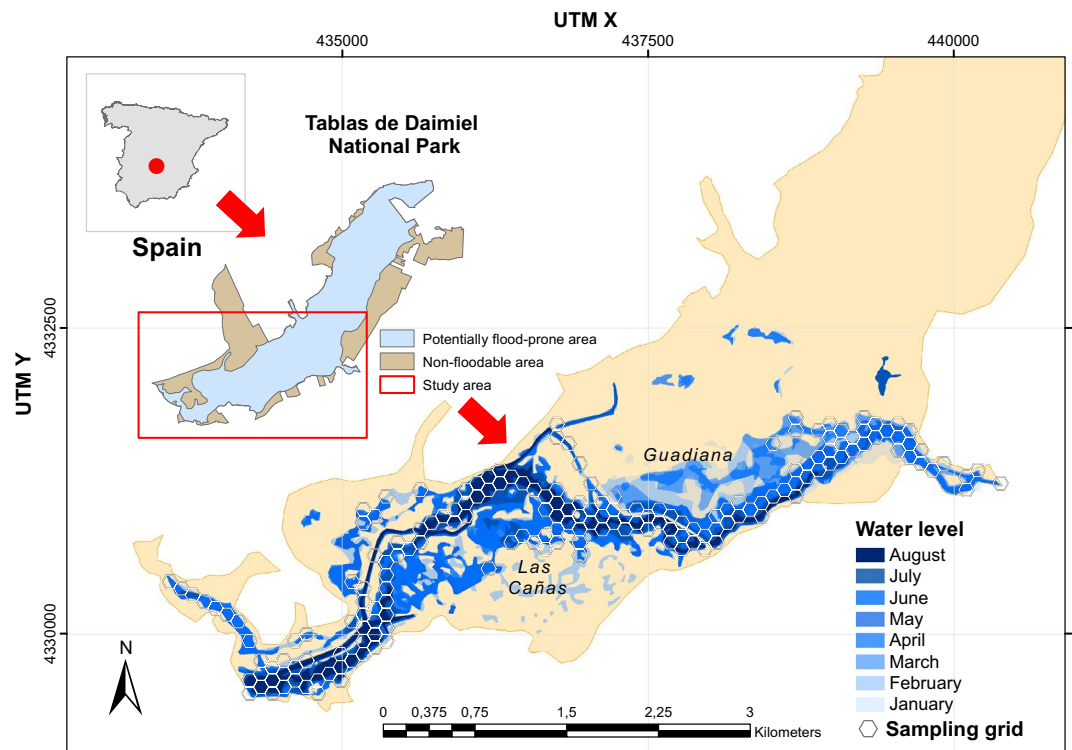 UTM X
435000
437500
440000
Tablas de Daimiel
National Park
Spain
UTM Y
4332500
4330000
Potentially flood-prone area
Non-floodable area
Study area
Guadiana
Las
Cañas
Water level
August
July
June
May
April
March
February
January
Sampling grid
N
0 0,375 0,75 1,5 2,25 3
Kilometers